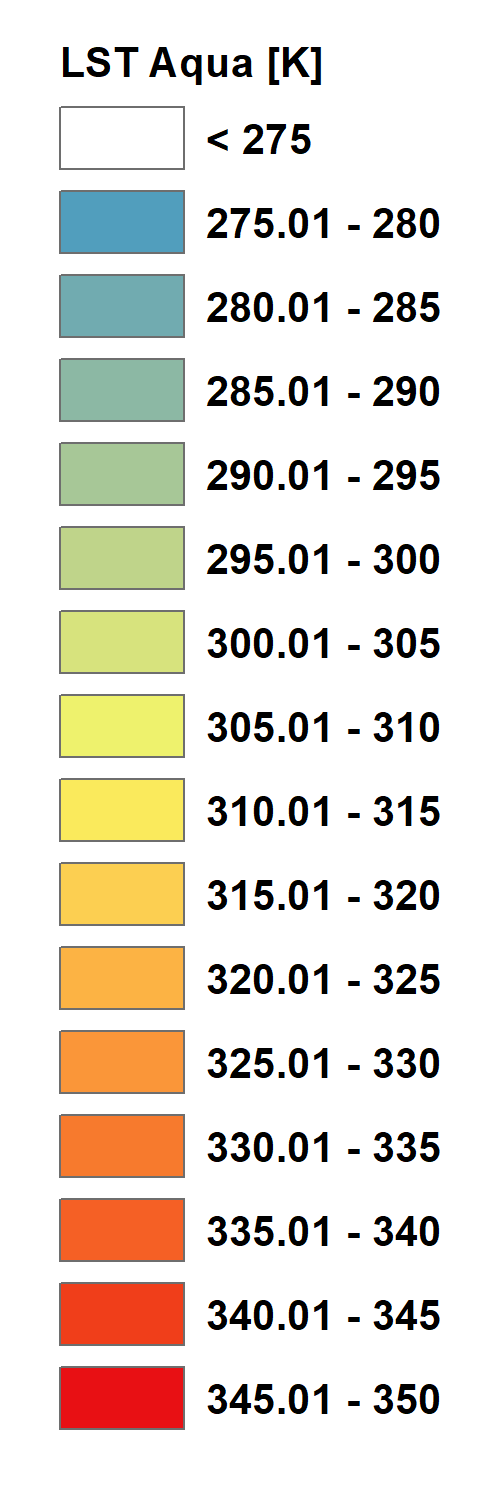 LST Aqua [K]
< 275
275.01 - 280
280.01 - 285
285.01 - 290
290.01 - 295
295.01 - 300
300.01 - 305
305.01 - 310
310.01 - 315
315.01 - 320
320.01 - 325
325.01 - 330
330.01 - 335
335.01 - 340
340.01 - 345
345.01 - 350